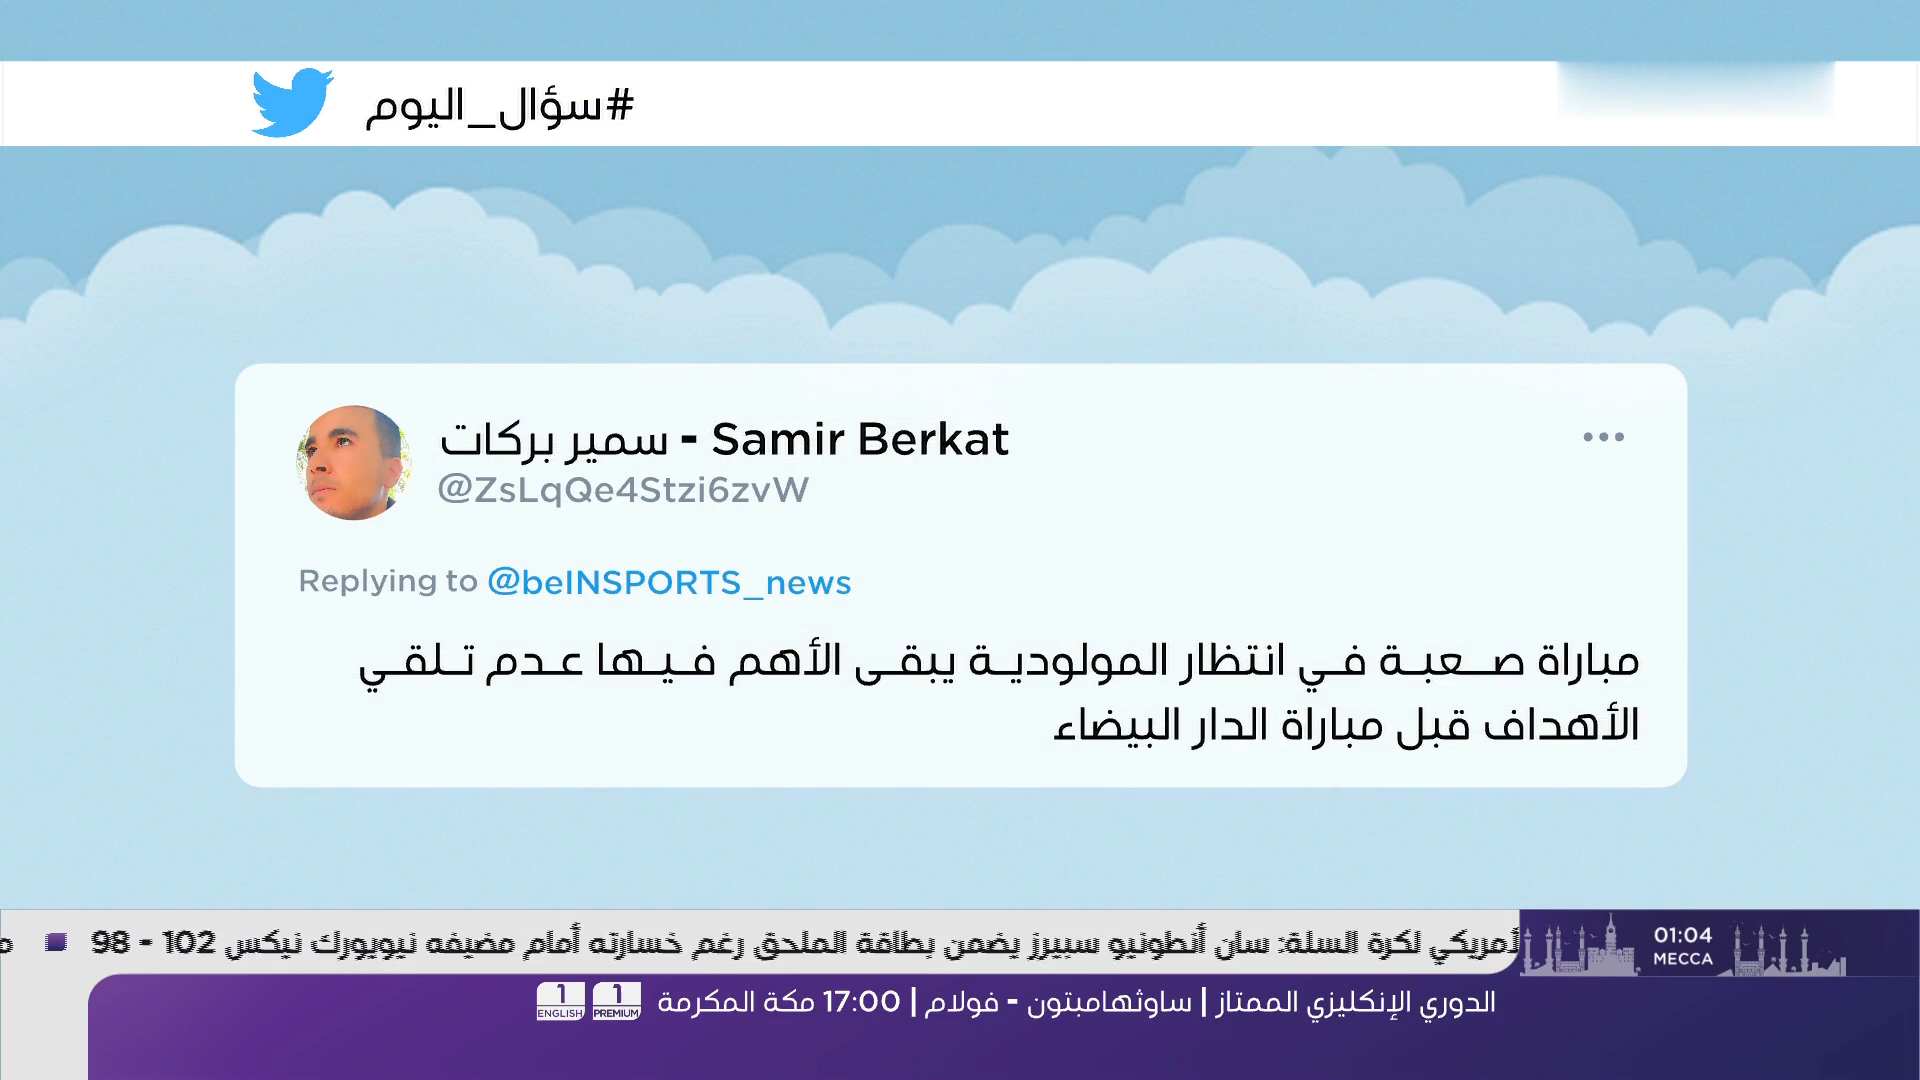 #سؤال_اليوم
سمير بركات - Samir Berkat
@ZsLqQe4Stzi6zvW
Replying to @beINSPORTS_news
مباراة صعبة في انتظار المولودية يبقى الأهم فيها عدم تلقي
الأهداف قبل مباراة الدار البيضاء
لكرة السلة: سان أنطونيو سبيرز يضمن بطاقة الملحق رغم خسارته أمام مضيفه نيويورك نيكس 102 - 98
01:04
MECCA
الدوري الإنكليزي الممتاز | ساوثهامبتون - فولام | 17:00 مكة المكرمة
1 PREMIUM
1 ENGLISH